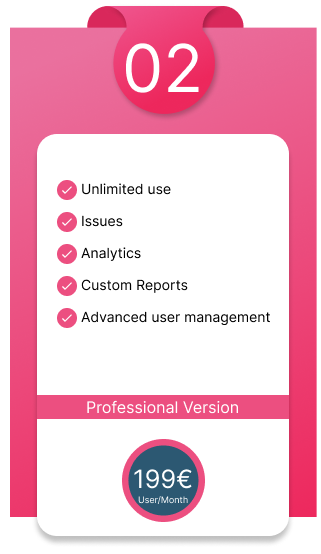 02
Unlimited use
Issues
Analytics
Custom Reports
Advanced user management
Professional Version
199€
User/Month